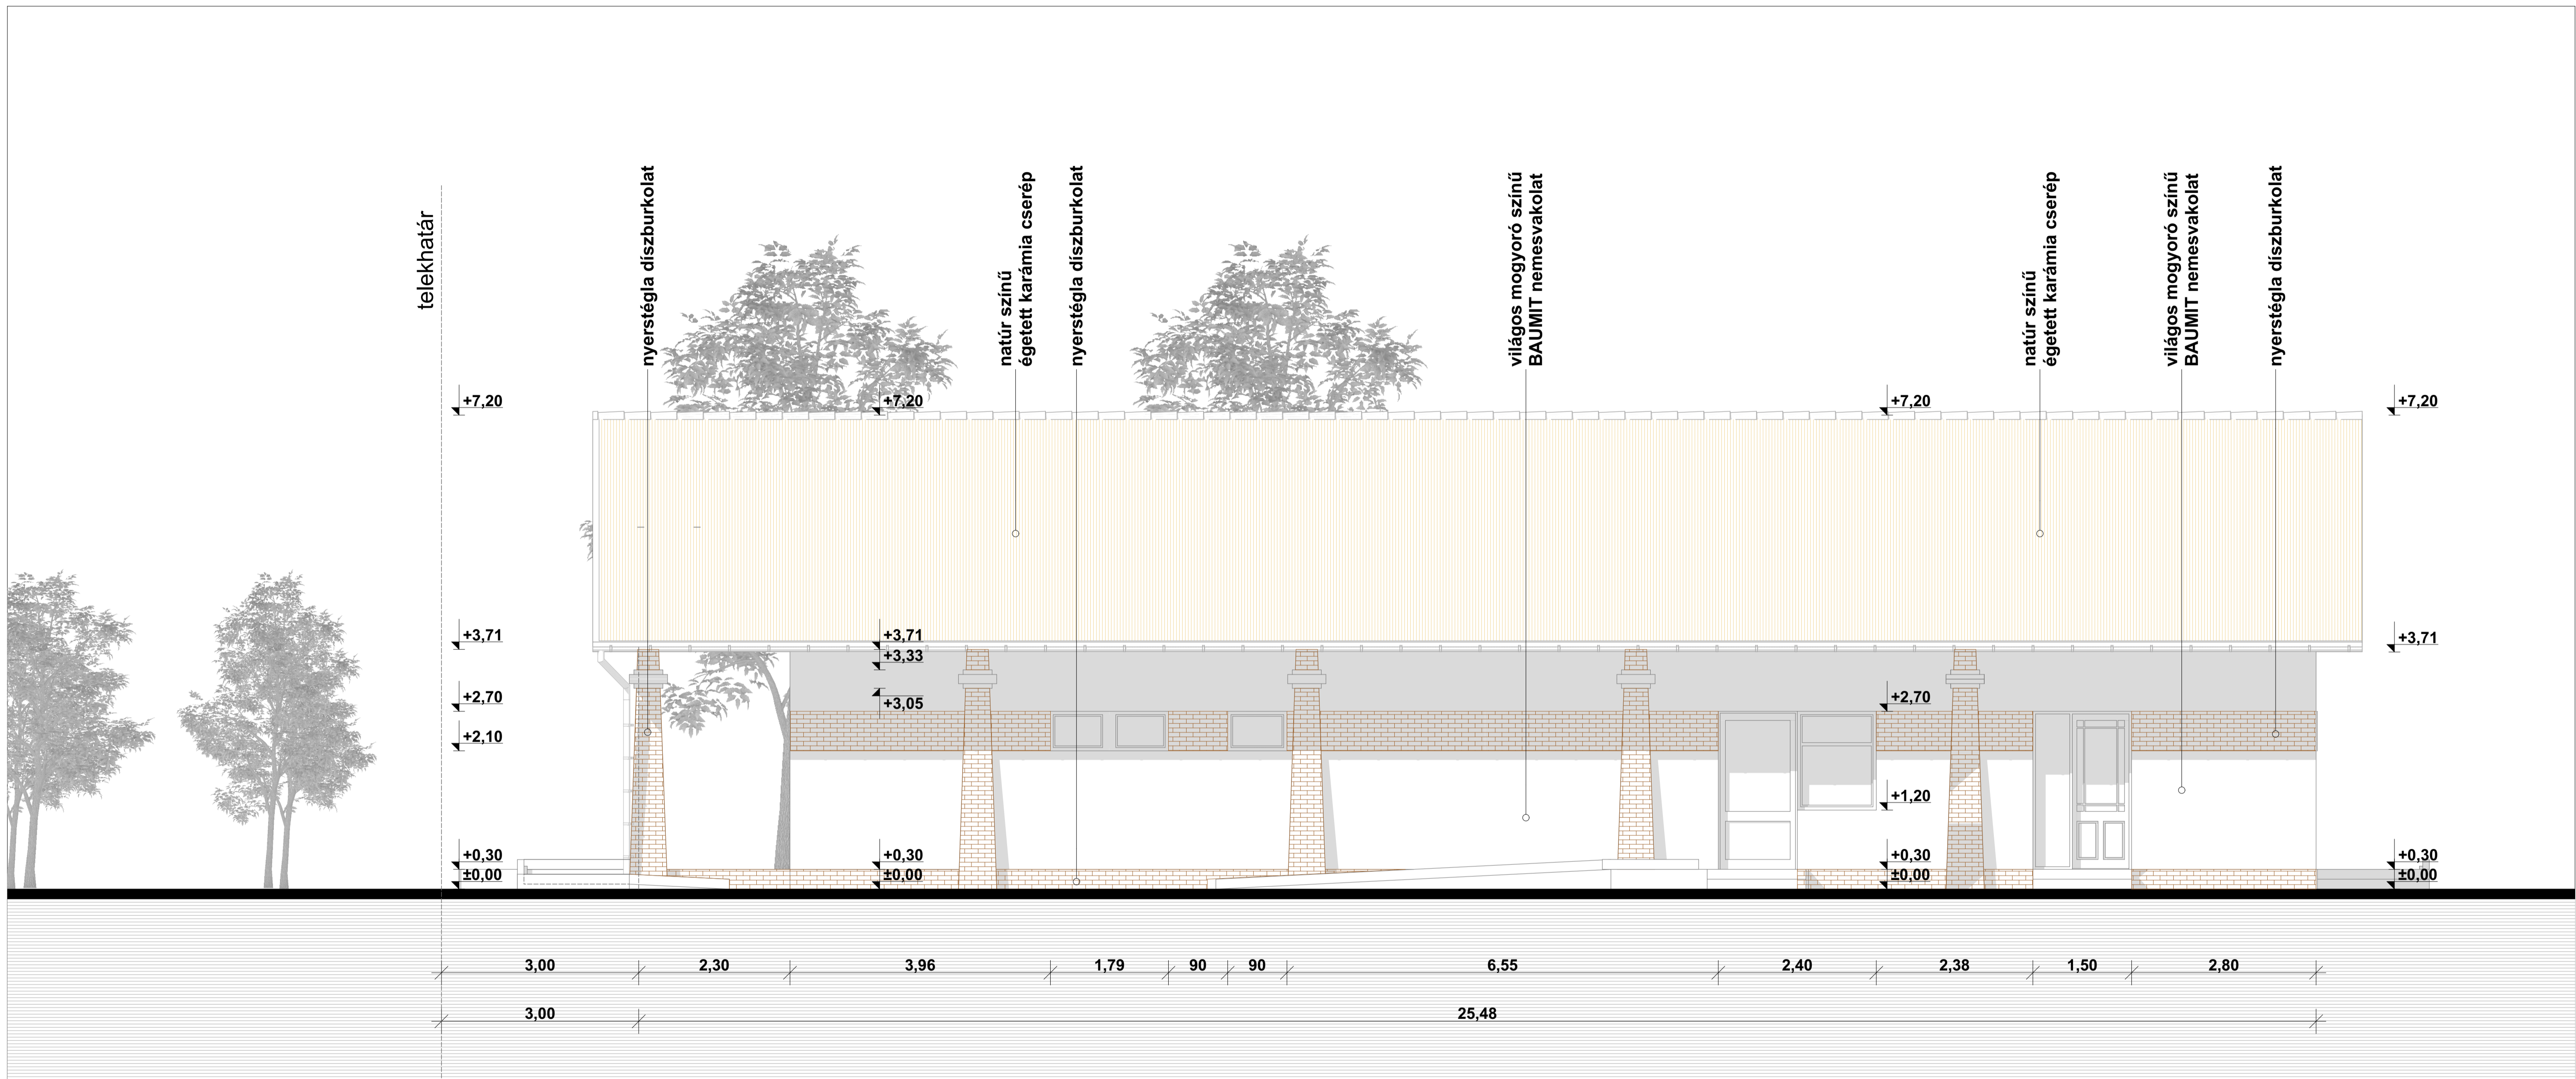 telekhatár
nyerstégla díszburkolat
natúr színű
égetett karámia cserép
nyerstégla díszburkolat
világos mogyoró színű
BAUMIT nemesvakolat
natúr színű
égetett karámia cserép
világos mogyoró színű
BAUMIT nemesvakolat
nyerstégla díszburkolat
+7,20
+7,20
+7,20
+7,20
+3,71
+3,71
+3,71
+3,33
+2,70
+3,05
+2,70
+2,10
+1,20
+0,30
+0,30
+0,30
+0,30
±0,00
±0,00
±0,00
±0,00
3,00
2,30
3,96
1,79
90
90
6,55
2,40
2,38
1,50
2,80
3,00
25,48